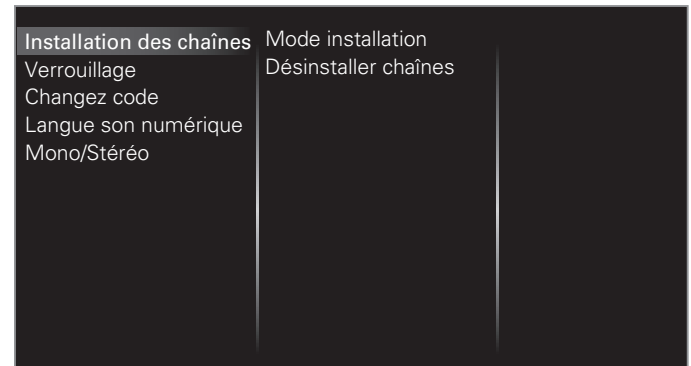 Installation des chaînes
Verrouillage
Changez code
Langue son numérique
Mono/Stéréo
Mode installation
Désinstaller chaînes